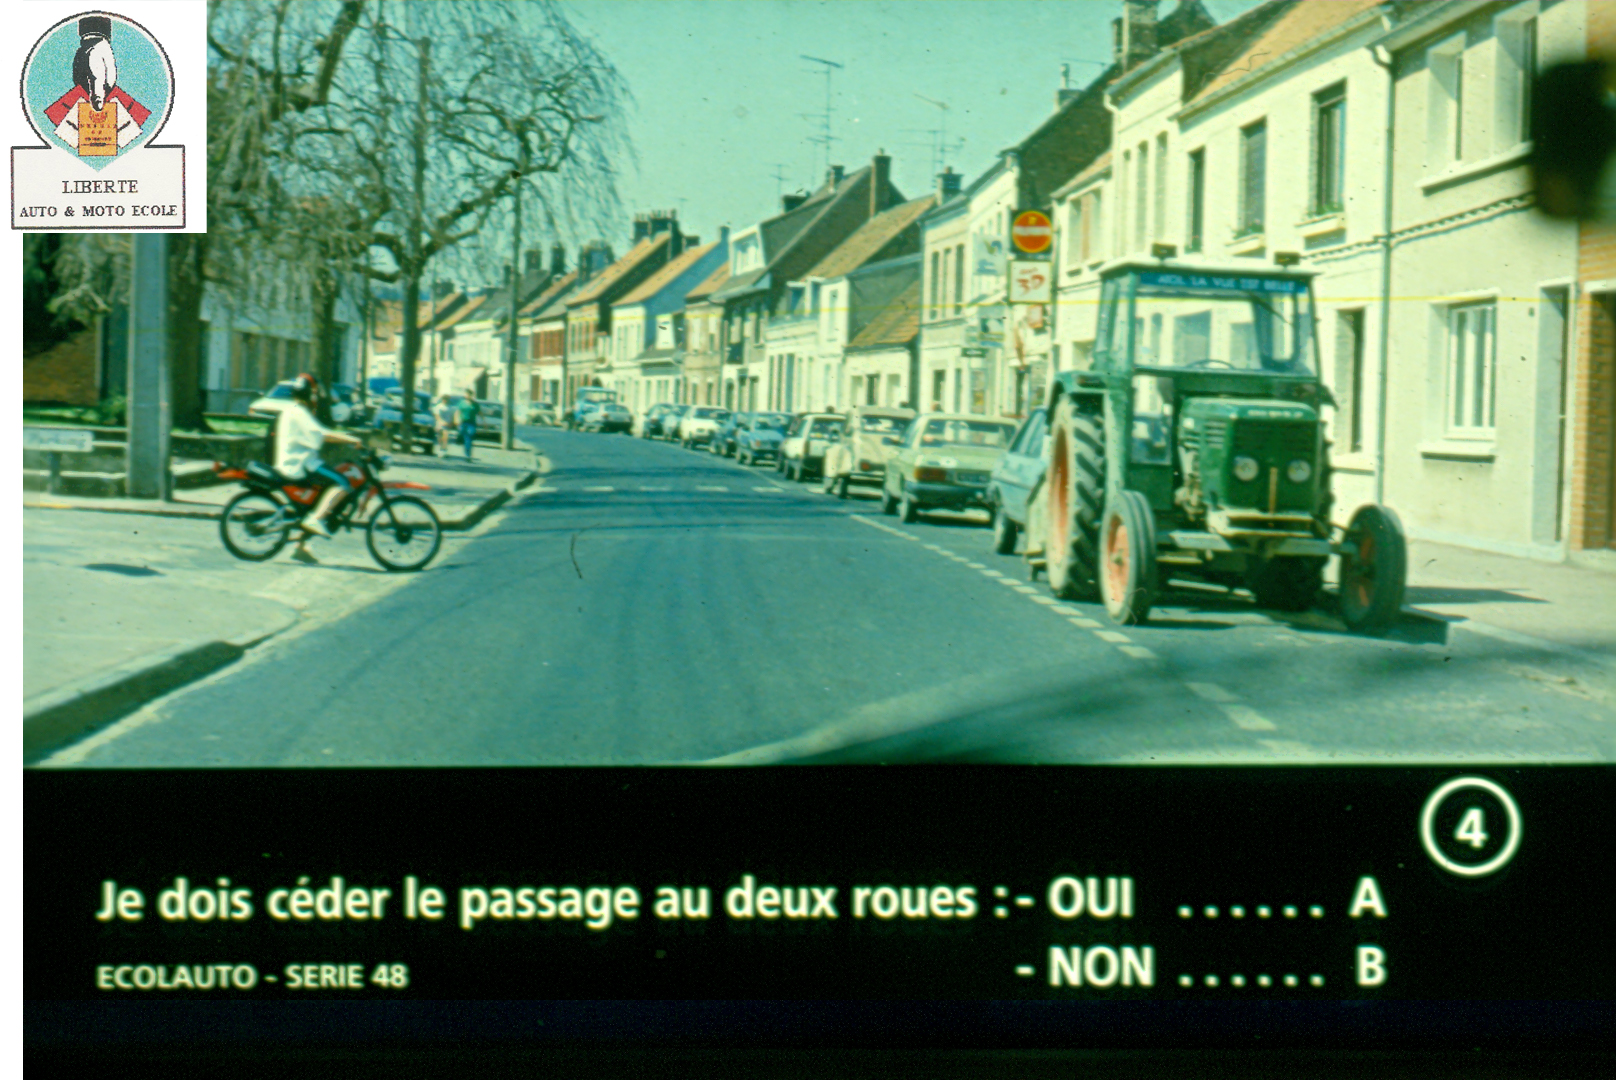 LIBERTE
AUTO & MOTO ECOLE
4
Je dois céder le passage au deux roues :- OUI ...... A
- NON ...... B
ECOLAUTO - SERIE 48